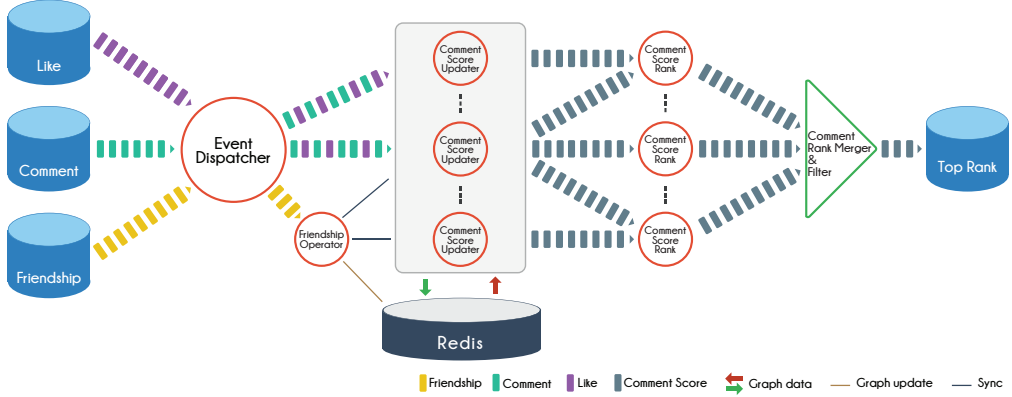 Like
Comment
Friendship
Event
Dispatcher
Friendship
Operator
Comment
Score
Updater
Comment
Score
Updater
Comment
Score
Updater
Redis
Comment
Score
Rank
Comment
Score
Rank
Comment
Score
Rank
Comment
Rank Merger
&
Filter
Top Rank
Friendship
Comment
Like
Comment Score
Graph data
Graph update
Sync